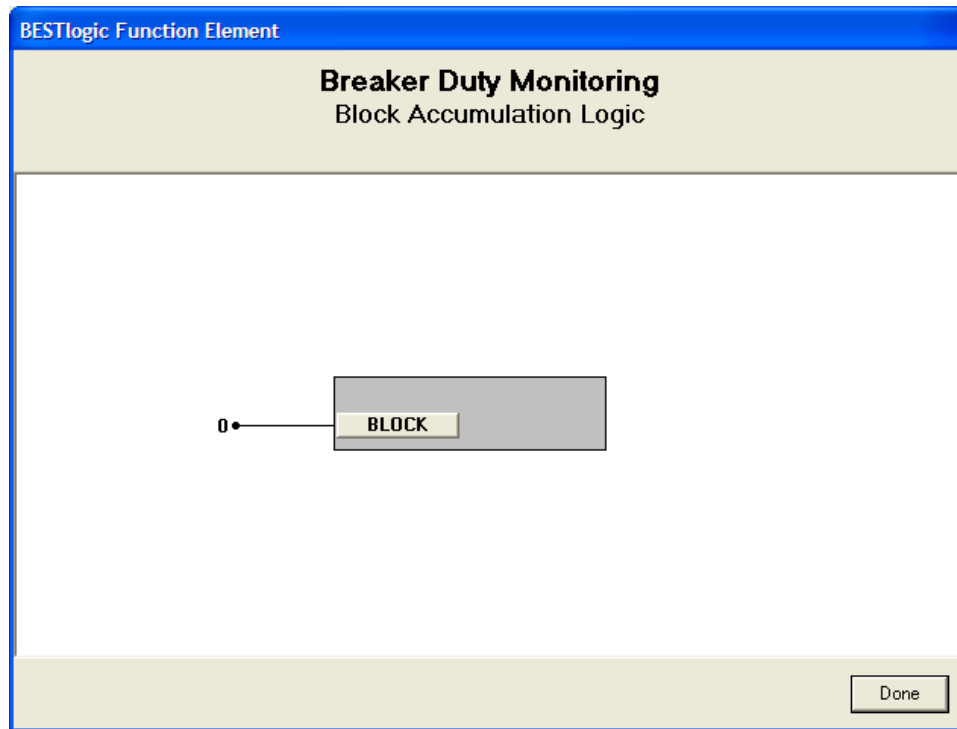 BESTlogic Function Element
Breaker Duty Monitoring
Block Accumulation Logic
0
BLOCK
Done